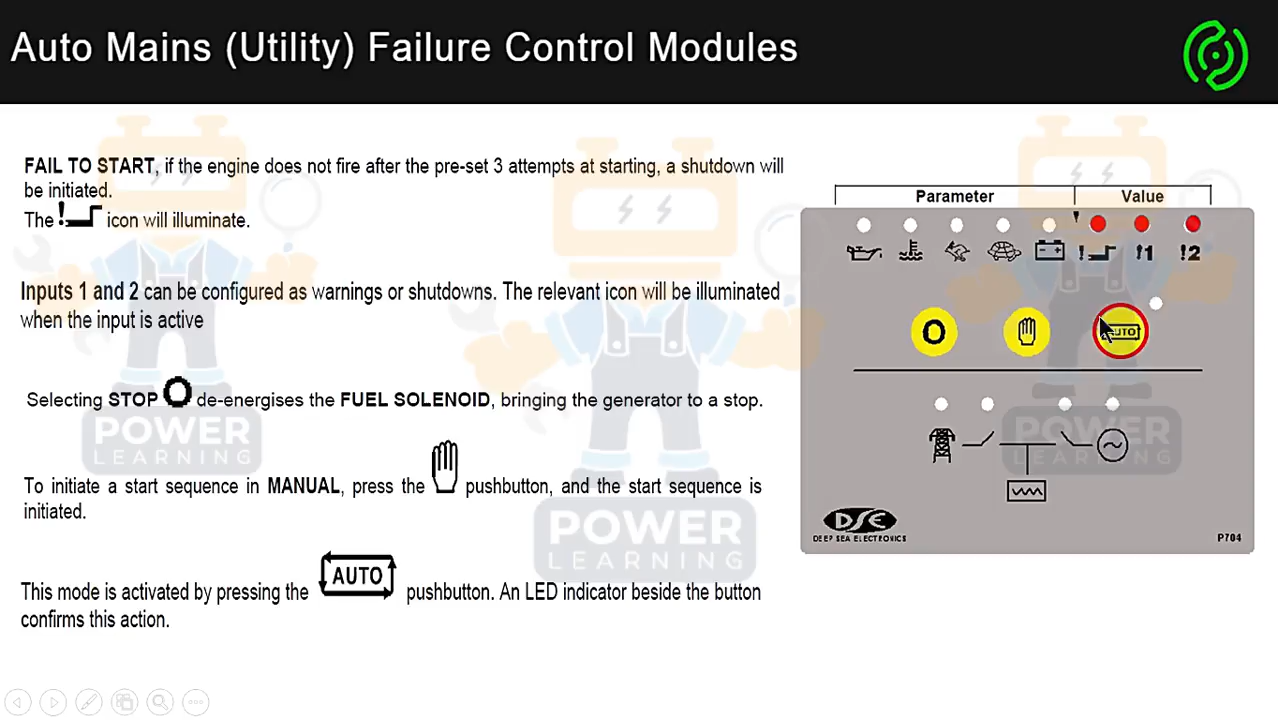 Auto Mains (Utility) Failure Control Modules
FAIL TO START, if the engine does not fire after the pre-set 3 attempts at starting, a shutdown will
be initiated.
The icon will illuminate.
Inputs 1 and 2 can be configured as warnings or shutdowns. The relevant icon will be illuminated
when the input is active
Selecting STOP O de-energises the FUEL SOLENOID, bringing the generator to a stop.
To initiate a start sequence in MANUAL, press the pushbutton, and the start sequence is
initiated.
This mode is activated by pressing the AUTO pushbutton. An LED indicator beside the button
confirms this action.
Parameter Value
! !1 !2
O AUTO
DSE
DEEP SEA ELECTRONICS
P704
POWER
LEARNING
POWER
LEARNING
POWER
LEARNING